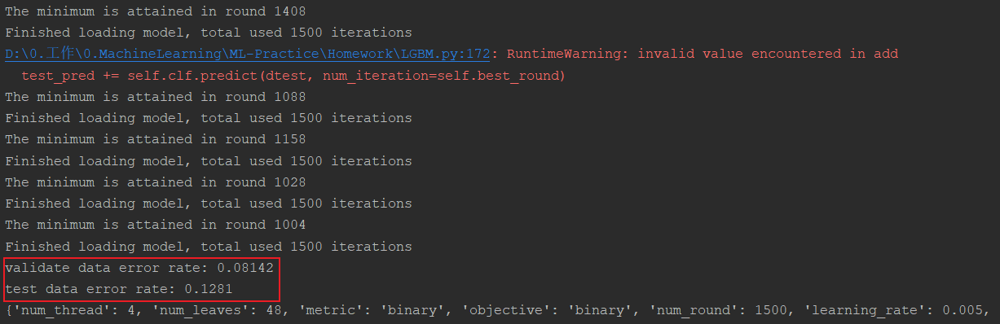 The minimum is attained in round 1408
Finished loading model, total used 1500 iterations
D:\0.工作\0.MachineLearning\ML-Practice\Homework\LGBM.py:172: RuntimeWarning: invalid value encountered in add
  test_pred += self.clf.predict(dtest, num_iteration=self.best_round)
The minimum is attained in round 1088
Finished loading model, total used 1500 iterations
The minimum is attained in round 1158
Finished loading model, total used 1500 iterations
The minimum is attained in round 1028
Finished loading model, total used 1500 iterations
The minimum is attained in round 1004
Finished loading model, total used 1500 iterations
validate data error rate: 0.08142
test data error rate: 0.1281
{'num_thread': 4, 'num_leaves': 48, 'metric': 'binary', 'objective': 'binary', 'num_round': 1500, 'learning_rate': 0.005,